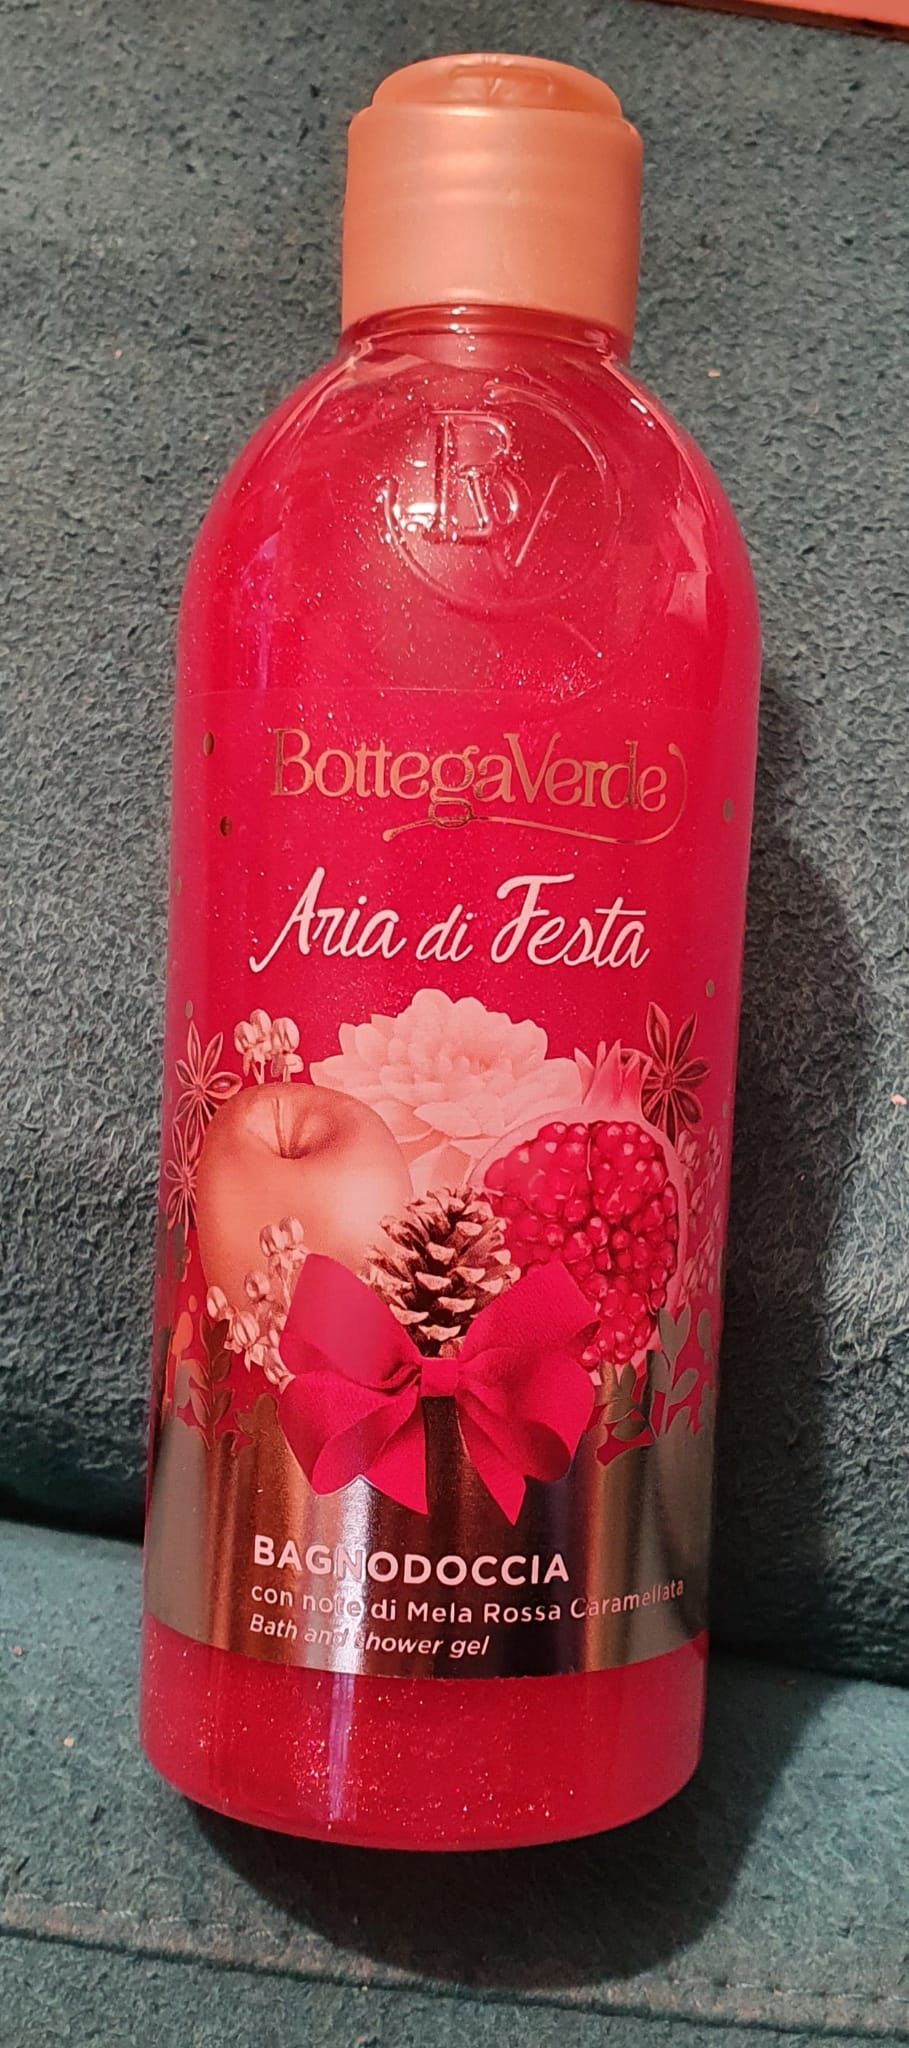 BV
BottegaVerde
Aria di Festa
BAGNODOCCIA
con note di Mela Rossa Caramellata
Bath and shower gel